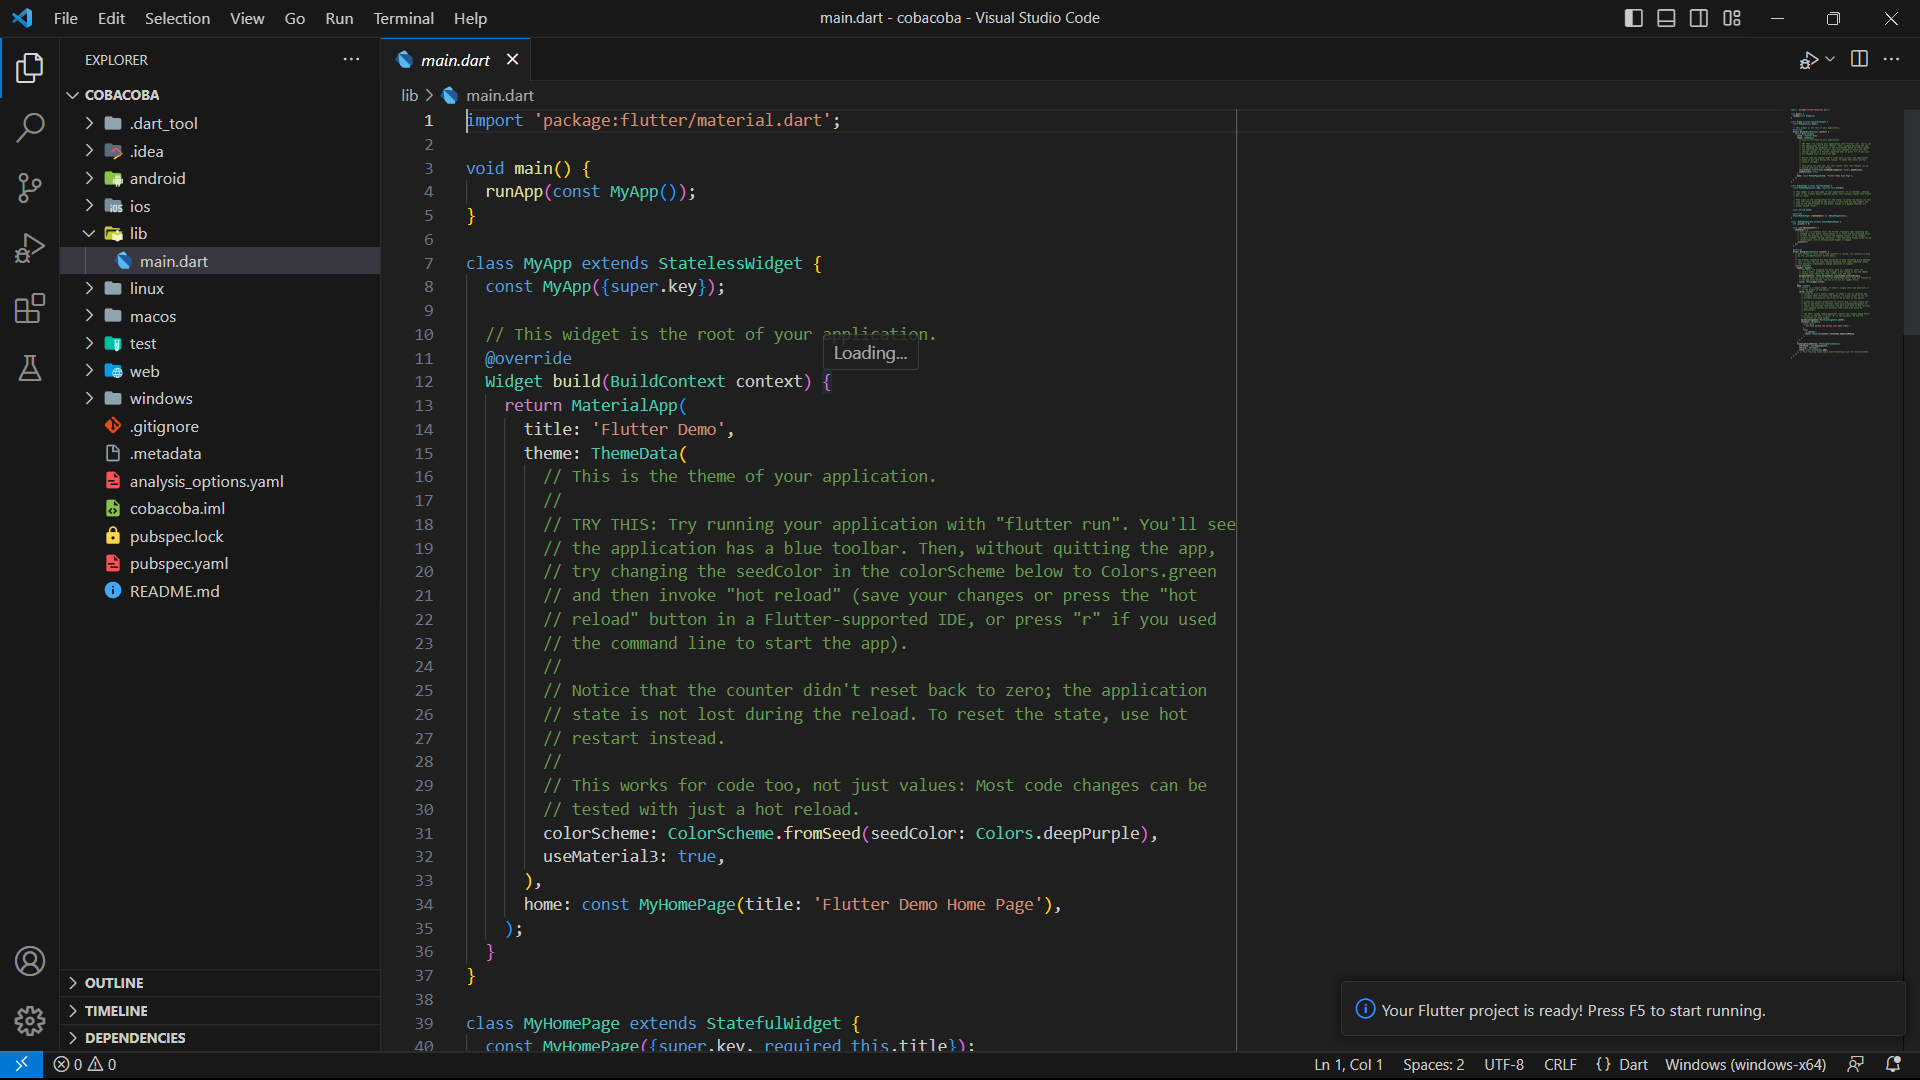 File Edit Selection View Go Run Terminal Help
main.dart - cobacoba - Visual Studio Code
EXPLORER
COBACOBA
.dart_tool
.idea
android
ios
lib
main.dart
linux
macos
test
web
windows
.gitignore
.metadata
analysis_options.yaml
cobacoba.iml
pubspec.lock
pubspec.yaml
README.md
OUTLINE
TIMELINE
DEPENDENCIES
main.dart
lib > main.dart
1 import 'package:flutter/material.dart';
2
3 void main() {
4 runApp(const MyApp());
5 }
6
7 class MyApp extends StatelessWidget {
8 const MyApp({super.key});
9
10 // This widget is the root of your application.
Loading...
11 @override
12 Widget build(BuildContext context) {
13 return MaterialApp(
14 title: 'Flutter Demo',
15 theme: ThemeData(
16 // This is the theme of your application.
17 //
18 // TRY THIS: Try running your application with "flutter run". You'll see
19 // the application has a blue toolbar. Then, without quitting the app,
20 // try changing the seedColor in the colorScheme below to Colors.green
21 // and then invoke "hot reload" (save your changes or press the "hot
22 // reload" button in a Flutter-supported IDE, or press "r" if you used
23 // the command line to start the app).
24 //
25 // Notice that the counter didn't reset back to zero; the application
26 // state is not lost during the reload. To reset the state, use hot
27 // restart instead.
28 //
29 // This works for code too, not just values: Most code changes can be
30 // tested with just a hot reload.
31 colorScheme: ColorScheme.fromSeed(seedColor: Colors.deepPurple),
32 useMaterial3: true,
33 ),
34 home: const MyHomePage(title: 'Flutter Demo Home Page'),
35 );
36 }
37 }
38
39 class MyHomePage extends StatefulWidget {
40 const MyHomePage({super.key, required this.title});
Your Flutter project is ready! Press F5 to start running.
0 0
Ln 1, Col 1 Spaces: 2 UTF-8 CRLF {} Dart Windows (windows-x64)